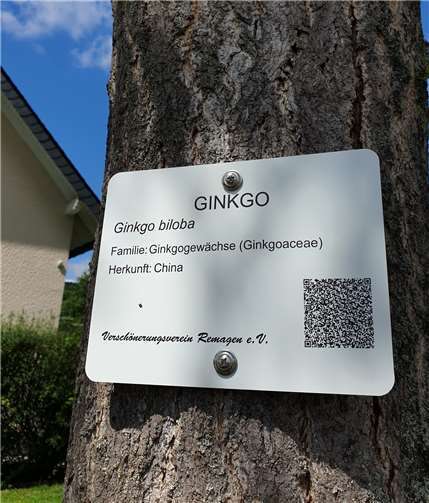 GINKGO
Ginkgo biloba
Familie: Ginkgogewächse (Ginkgoaceae)
Herkunft: China
Verschönerungsverein Remagen e.V.